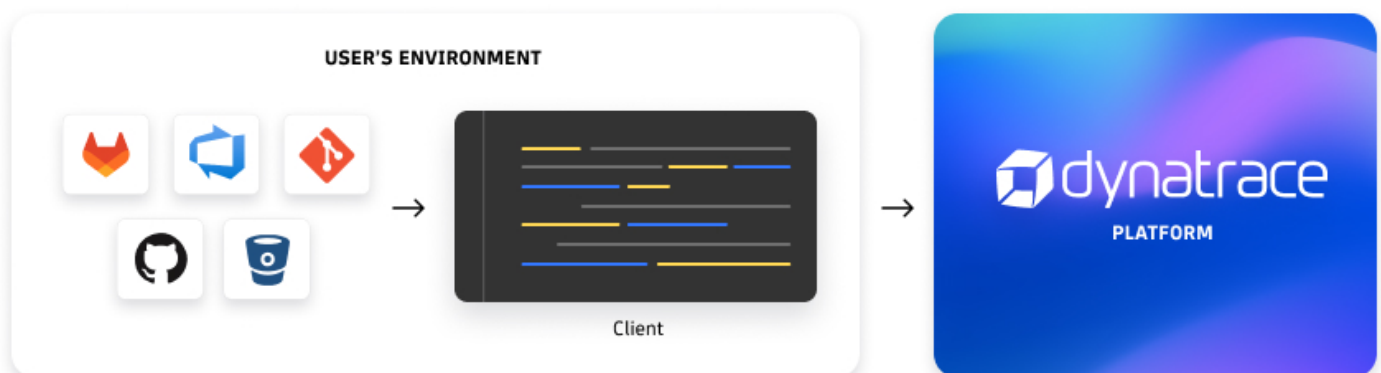 USER'S ENVIRONMENT
Client
dynatrace
PLATFORM